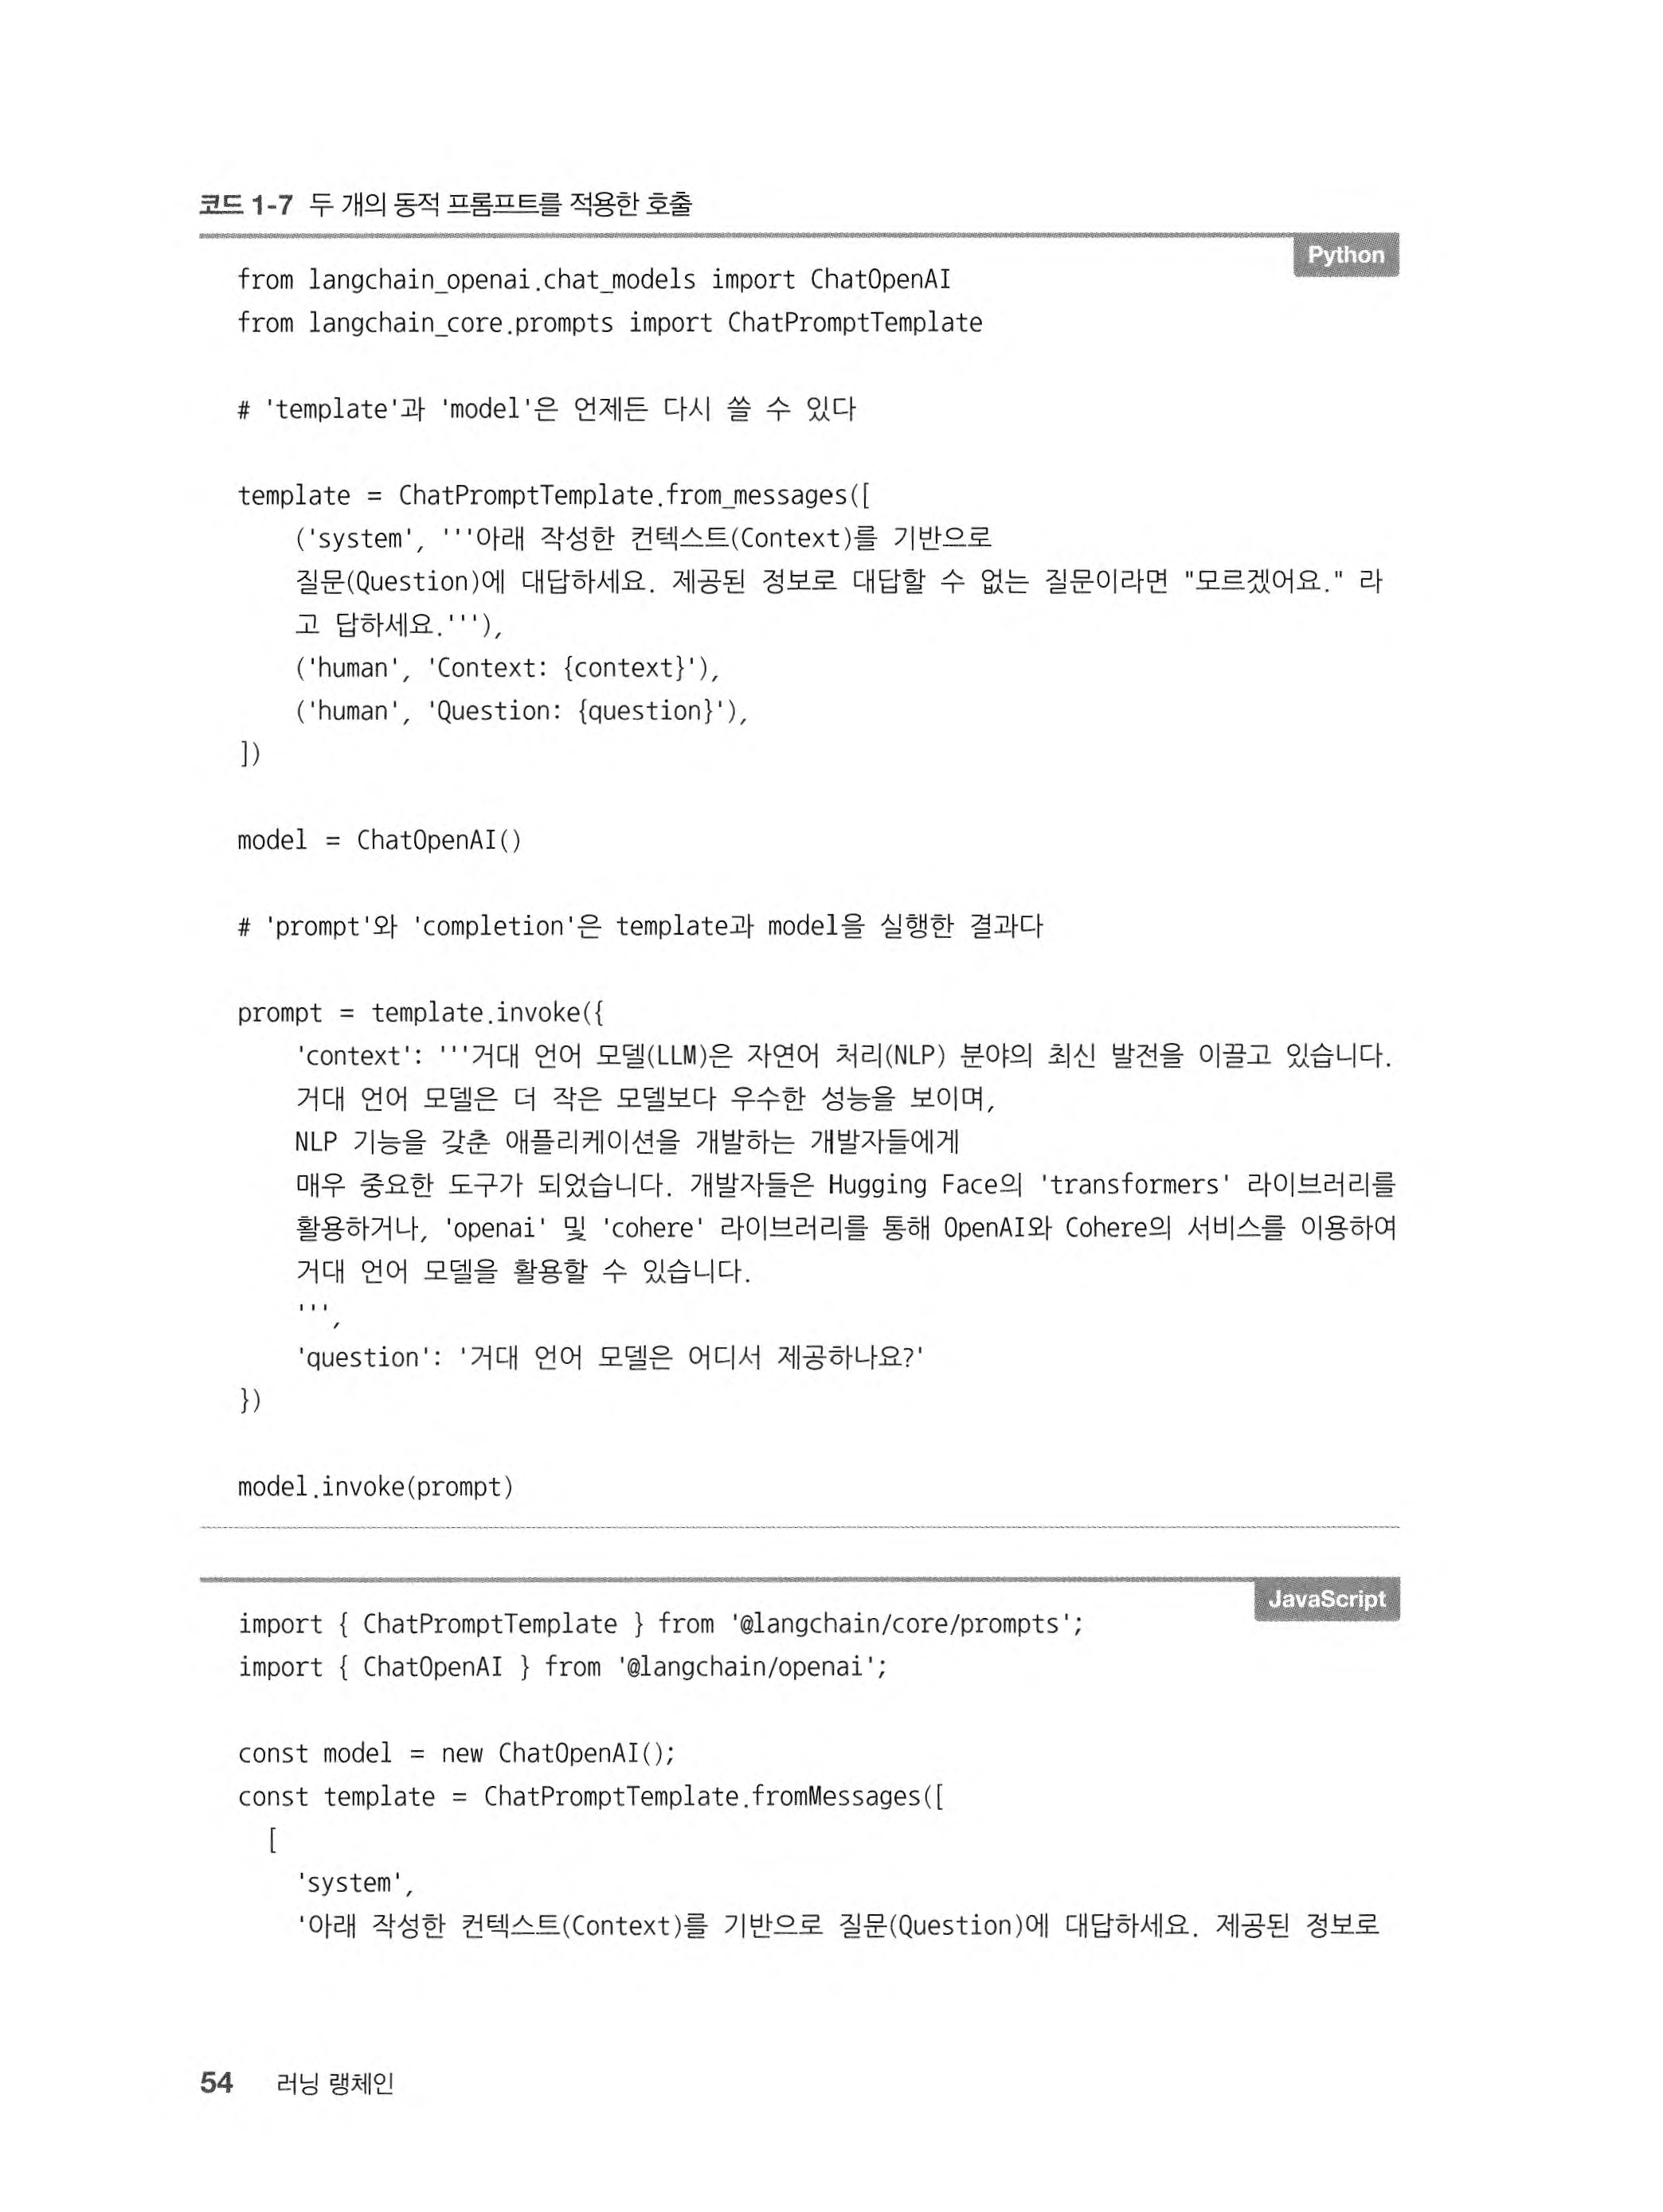 코드 1-7 두 개의 동적 프롬프트를 적용한 호출
Python
from langchain_openai.chat_models import ChatOpenAI
from langchain_core.prompts import ChatPromptTemplate
# 'template'과 'model'은 언제든 다시 쓸 수 있다
template = ChatPromptTemplate.from_messages([
('system', '''아래 작성한 컨텍스트(Context)를 기반으로
질문(Question)에 대답하세요. 제공된 정보로 대답할 수 없는 질문이라면 "모르겠어요." 라
고 답하세요.'''),
('human', 'Context: {context}'),
('human', 'Question: {question}'),
])
model = ChatOpenAI()
# 'prompt'와 'completion'은 template과 model을 실행한 결과다
prompt = template.invoke({
'context': '''거대 언어 모델(LLM)은 자연어 처리(NLP) 분야의 최신 발전을 이끌고 있습니다.
거대 언어 모델은 더 작은 모델보다 우수한 성능을 보이며,
NLP 기능을 갖춘 애플리케이션을 개발하는 개발자들에게
매우 중요한 도구가 되었습니다. 개발자들은 Hugging Face의 'transformers' 라이브러리를
활용하거나, 'openai' 및 'cohere' 라이브러리를 통해 OpenAI와 Cohere의 서비스를 이용하여
거대 언어 모델을 활용할 수 있습니다.
''',
'question': '거대 언어 모델은 어디서 제공하나요?'
})
model.invoke(prompt)
JavaScript
import { ChatPromptTemplate } from '@langchain/core/prompts';
import { ChatOpenAI } from '@langchain/openai';
const model = new ChatOpenAI();
const template = ChatPromptTemplate.fromMessages([
[
'system',
'아래 작성한 컨텍스트(Context)를 기반으로 질문(Question)에 대답하세요. 제공된 정보로
54 러닝 랭체인